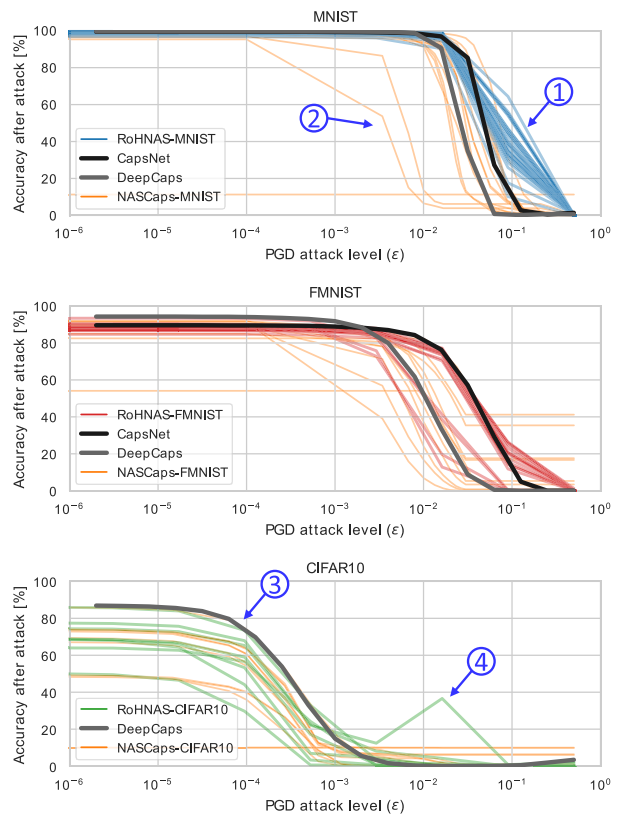 MNIST
Accuracy after attack [%]
100
80
60
40
20
0
1
2
RoHNAS-MNIST
CapsNet
DeepCaps
NASCaps-MNIST
10⁻⁶ 10⁻⁵ 10⁻⁴ 10⁻³ 10⁻² 10⁻¹ 10⁰
PGD attack level (ε)
FMNIST
Accuracy after attack [%]
100
80
60
40
20
0
RoHNAS-FMNIST
CapsNet
DeepCaps
NASCaps-FMNIST
10⁻⁶ 10⁻⁵ 10⁻⁴ 10⁻³ 10⁻² 10⁻¹ 10⁰
PGD attack level (ε)
CIFAR10
Accuracy after attack [%]
100
80
60
40
20
0
3
4
RoHNAS-CIFAR10
DeepCaps
NASCaps-CIFAR10
10⁻⁶ 10⁻⁵ 10⁻⁴ 10⁻³ 10⁻² 10⁻¹ 10⁰
PGD attack level (ε)